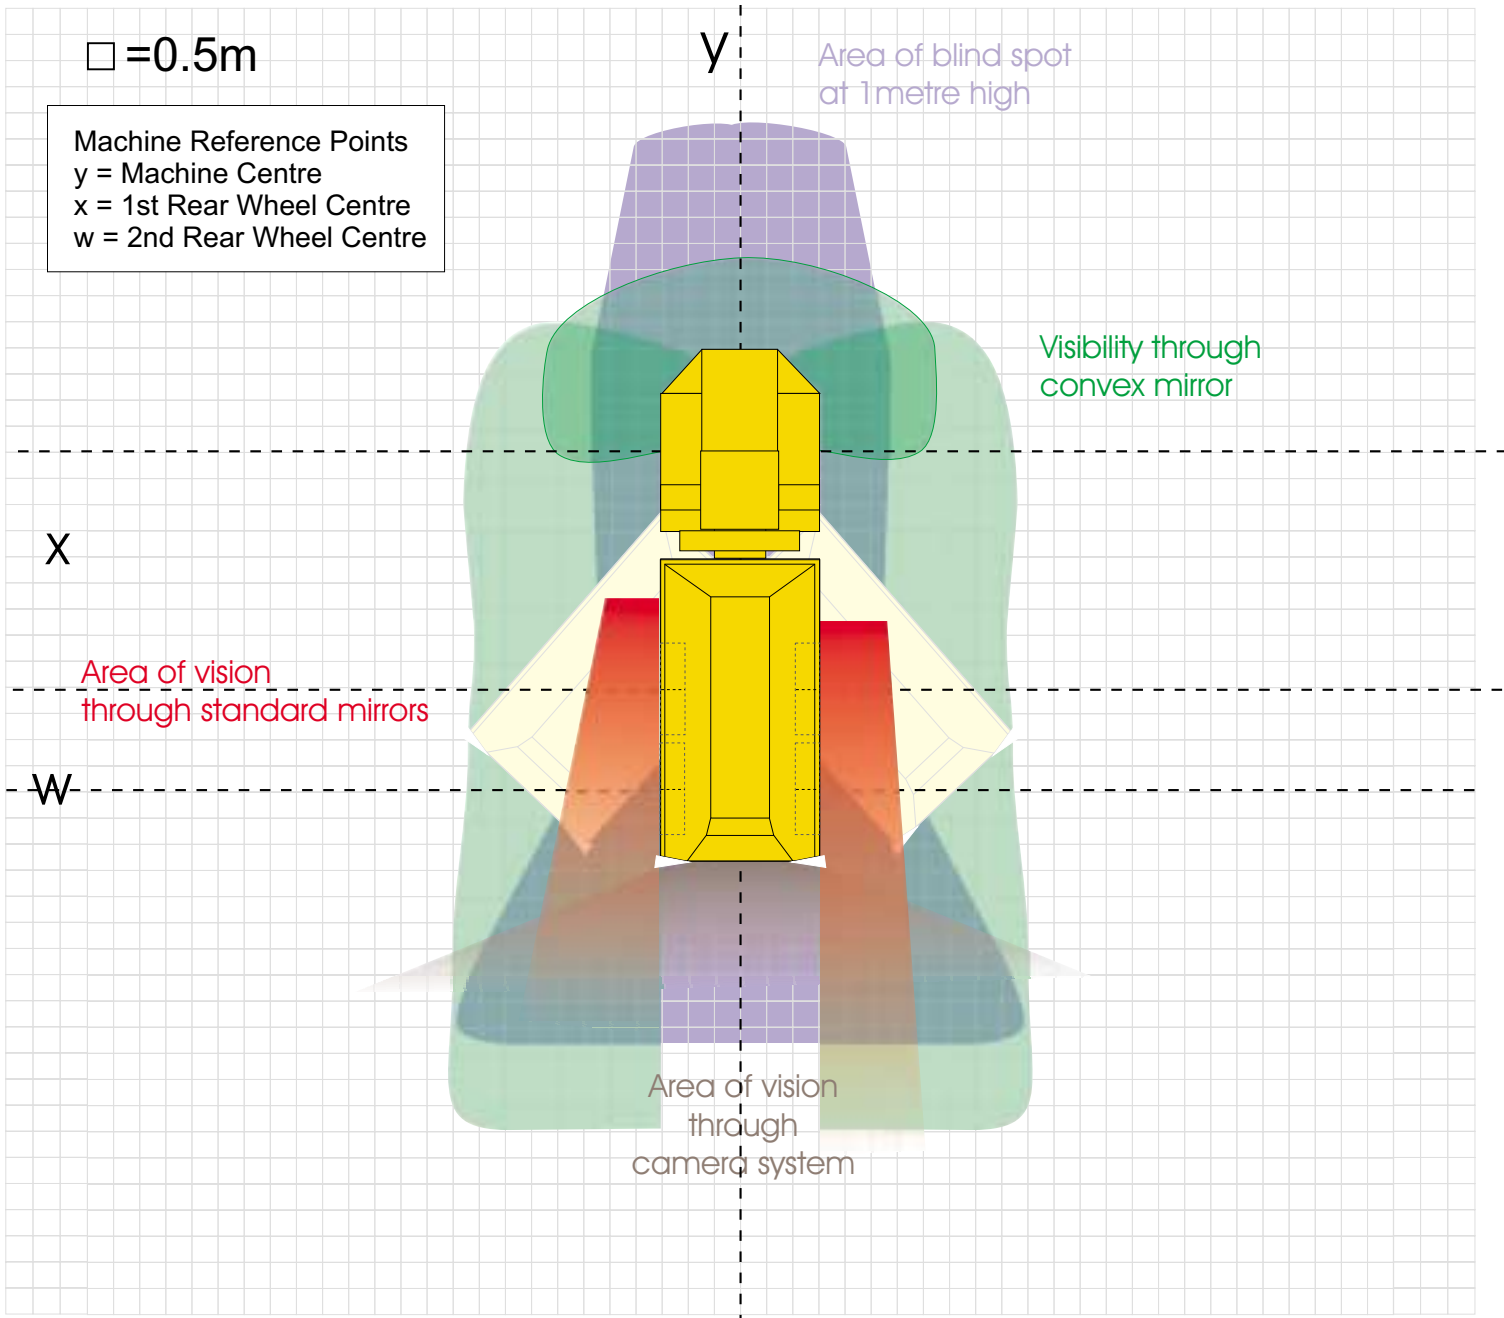 □ =0.5m
y
Area of blind spot
at 1metre high
Machine Reference Points
y = Machine Centre
x = 1st Rear Wheel Centre
w = 2nd Rear Wheel Centre
Visibility through
convex mirror
X
Area of vision
through standard mirrors
W
Area of vision
through
camera system